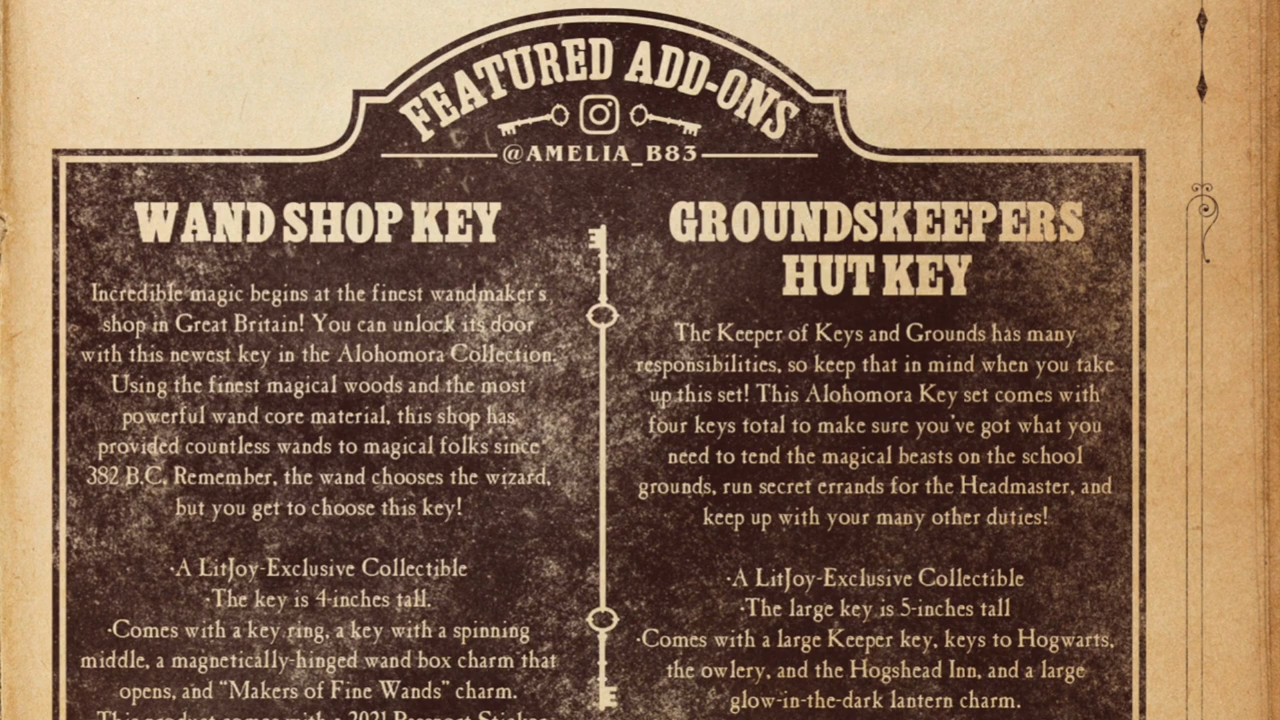 FEATURED ADD-ONS
@AMELIA_B83
WAND SHOP KEY
Incredible magic begins at the finest wandmaker's
shop in Great Britain! You can unlock its door
with this newest key in the Alohomora Collection.
Using the finest magical woods and the most
powerful wand core material, this shop has
provided countless wands to magical folks since
382 B.C. Remember, the wand chooses the wizard,
but you get to choose this key!
·A LitJoy-Exclusive Collectible
·The key is 4-inches tall.
·Comes with a key ring, a key with a spinning
middle, a magnetically-hinged wand box charm that
opens, and “Makers of Fine Wands” charm.
This product comes with a 2021 Passport Sticker
GROUNDSKEEPERS
HUT KEY
The Keeper of Keys and Grounds has many
responsibilities, so keep that in mind when you take
up this set! This Alohomora Key set comes with
four keys total to make sure you've got what you
need to tend the magical beasts on the school
grounds, run secret errands for the Headmaster, and
keep up with your many other duties!
·A LitJoy-Exclusive Collectible
·The large key is 5-inches tall
·Comes with a large Keeper key, keys to Hogwarts,
the owlery, and the Hogshead Inn, and a large
glow-in-the-dark lantern charm.